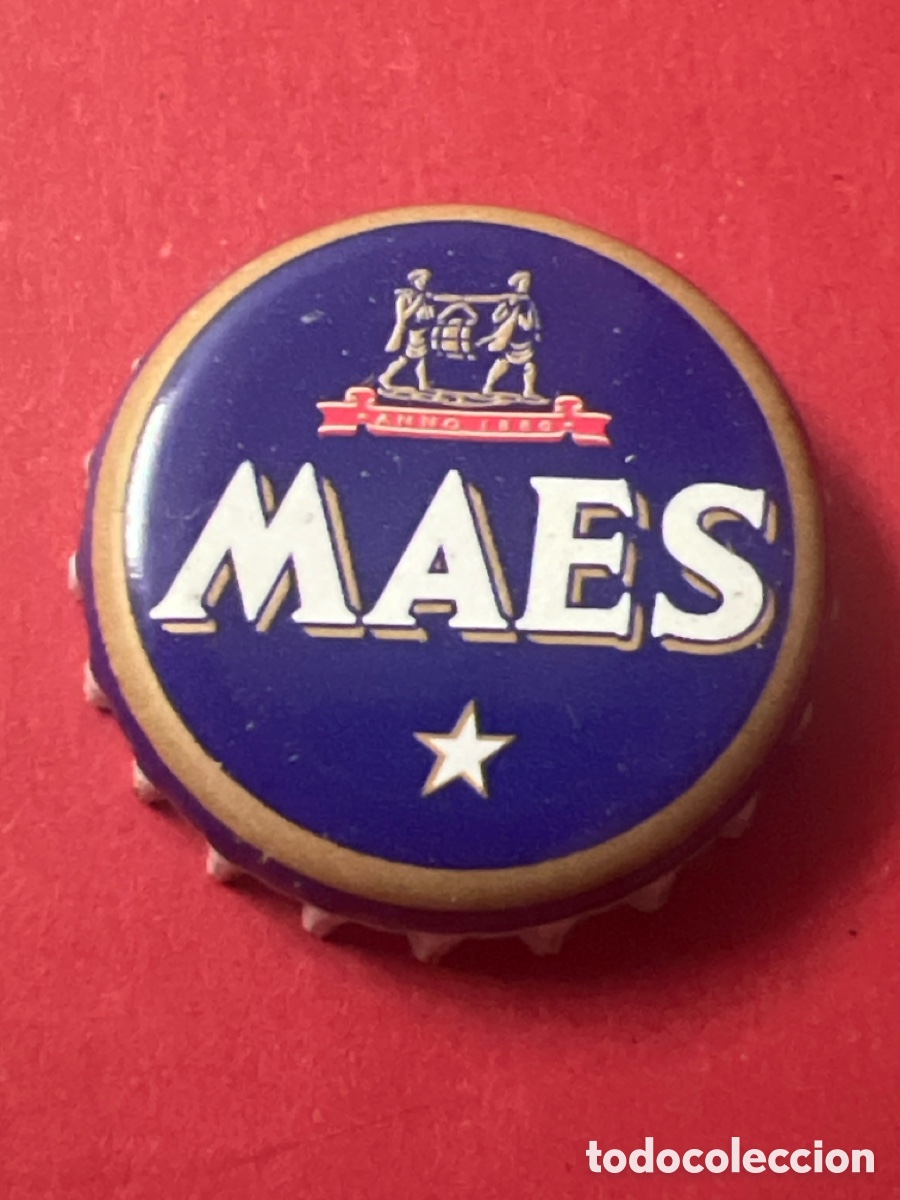 • ANNO 1880 •
MAES
todocoleccion